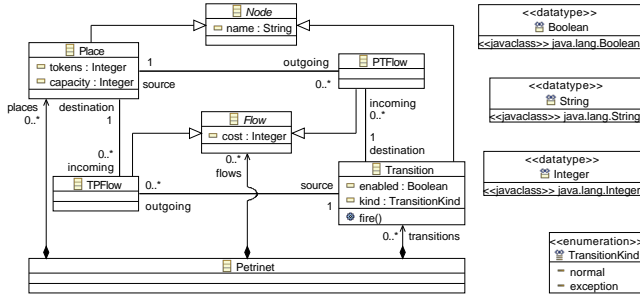 Node
name : String
Place
tokens : Integer
capacity : Integer
1
source
outgoing
0..*
PTFlow
places
0..*
destination
1
incoming
0..*
1
destination
Flow
cost : Integer
0..*
flows
0..*
incoming
TPFlow
0..*
outgoing
source
1
Transition
enabled : Boolean
kind : TransitionKind
fire()
0..*
transitions
Petrinet
<<datatype>>
Boolean
<<javaclass>> java.lang.Boolean
<<datatype>>
String
<<javaclass>> java.lang.String
<<datatype>>
Integer
<<javaclass>> java.lang.Integer
<<enumeration>>
TransitionKind
normal
exception